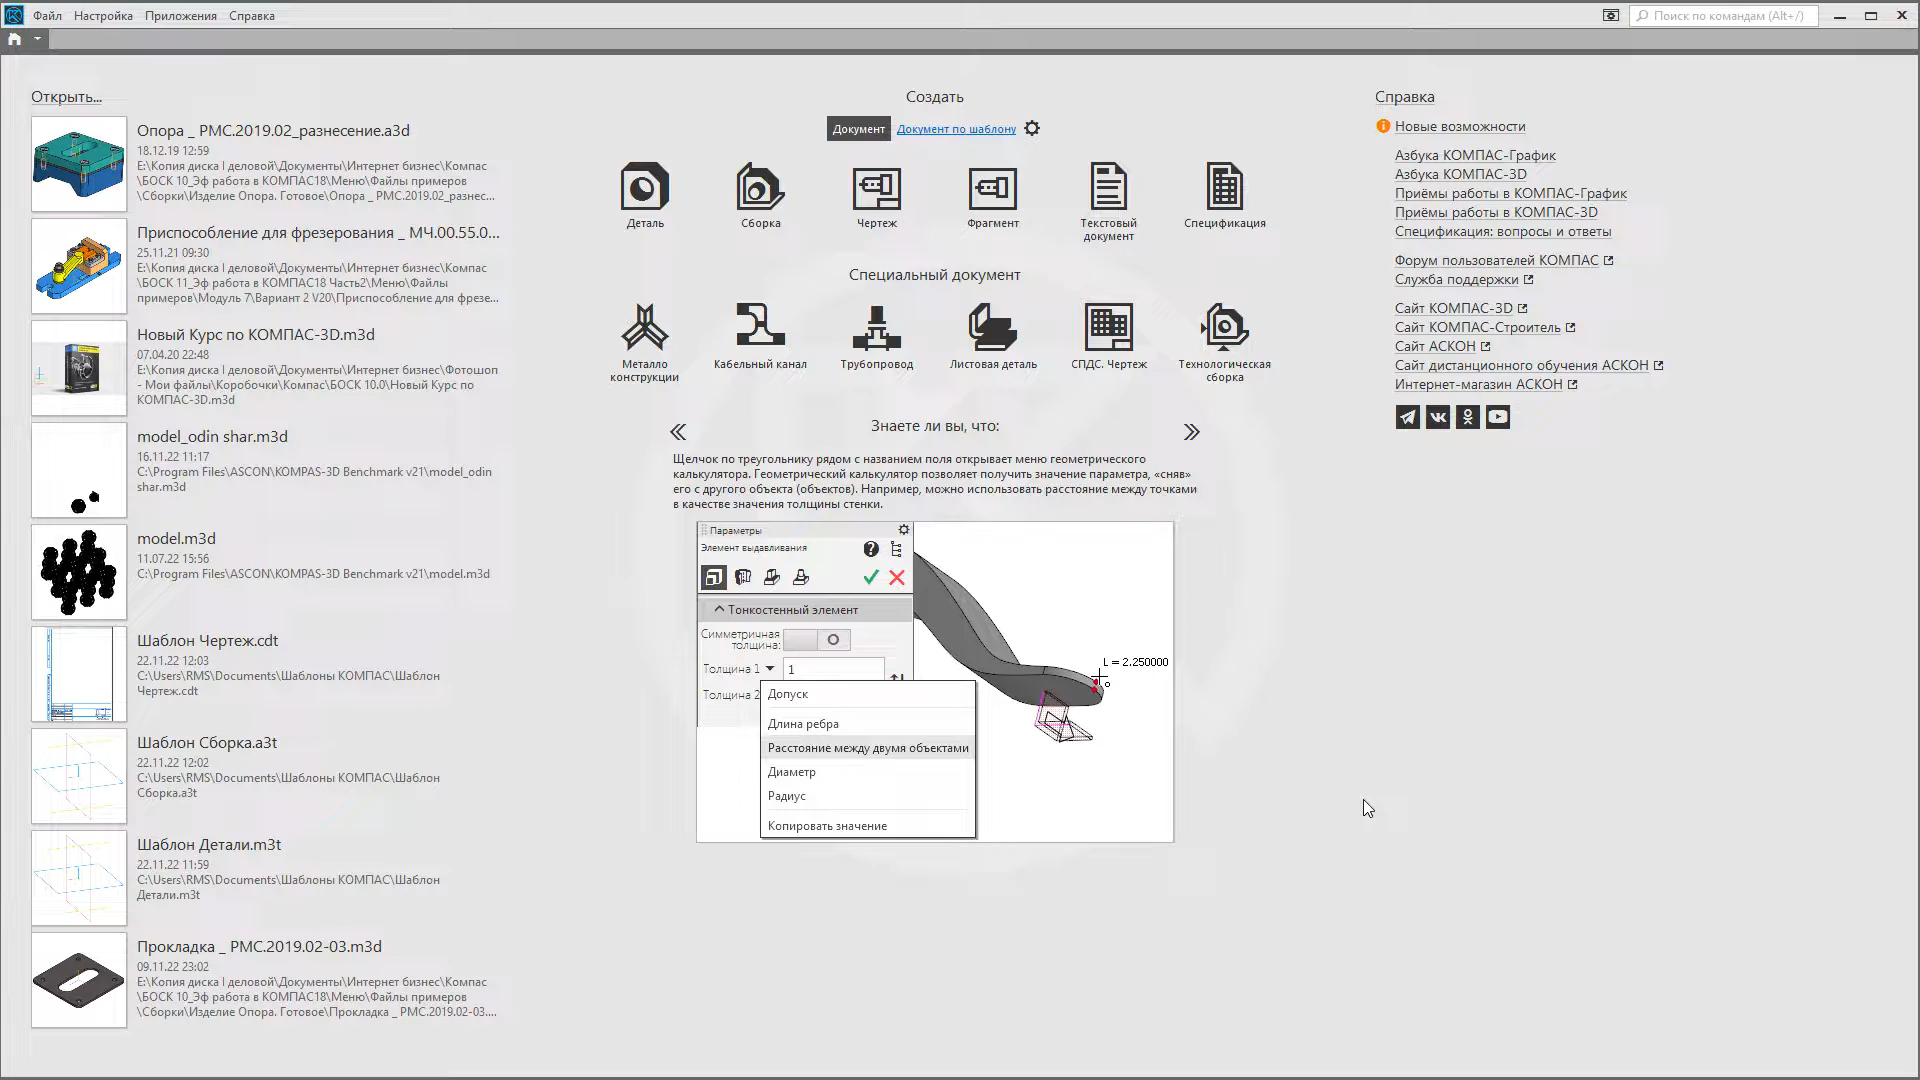 Файл Настройка Приложения Справка
Поиск по командам (Alt+/)
Открыть...
Опора _ РМС.2019.02_разнесение.a3d
18.12.19 12:59
E:\Копия диска I деловой\Документы\Интернет бизнес\Компас
\БОСК 10_Эф работа в КОМПАС18\Меню\Файлы примеров
\Сборки\Изделие Опора. Готовое\Опора _ РМС.2019.02_разнес...
Приспособление для фрезерования _ МЧ.00.55.0...
25.11.21 09:30
E:\Копия диска I деловой\Документы\Интернет бизнес\Компас
\БОСК 11_Эф работа в КОМПАС18 Часть2\Меню\Файлы
примеров\Модуль 7\Вариант 2 V20\Приспособление для фрезе...
Новый Курс по КОМПАС-3D.m3d
07.04.20 22:48
E:\Копия диска I деловой\Документы\Интернет бизнес\Фотошоп
- Мои файлы\Коробочки\Компас\БОСК 10.0\Новый Курс по
КОМПАС-3D.m3d
model_odin shar.m3d
16.11.22 11:17
C:\Program Files\ASCON\KOMPAS-3D Benchmark v21\model_odin
shar.m3d
model.m3d
11.07.22 15:56
C:\Program Files\ASCON\KOMPAS-3D Benchmark v21\model.m3d
Шаблон Чертеж.cdt
22.11.22 12:03
C:\Users\RMS\Documents\Шаблоны КОМПАС\Шаблон
Чертеж.cdt
Шаблон Сборка.a3t
22.11.22 12:02
C:\Users\RMS\Documents\Шаблоны КОМПАС\Шаблон
Сборка.a3t
Шаблон Детали.m3t
22.11.22 11:59
C:\Users\RMS\Documents\Шаблоны КОМПАС\Шаблон
Детали.m3t
Прокладка _ РМС.2019.02-03.m3d
09.11.22 23:02
E:\Копия диска I деловой\Документы\Интернет бизнес\Компас
\БОСК 10_Эф работа в КОМПАС18\Меню\Файлы примеров
\Сборки\Изделие Опора. Готовое\Прокладка _ РМС.2019.02-03....
Создать
Документ Документ по шаблону
Деталь
Сборка
Чертеж
Фрагмент
Текстовый
документ
Спецификация
Специальный документ
Металло
конструкции
Кабельный канал
Трубопровод
Листовая деталь
СПДС. Чертеж
Технологическая
сборка
Знаете ли вы, что:
Щелчок по треугольнику рядом с названием поля открывает меню геометрического
калькулятора. Геометрический калькулятор позволяет получить значение параметра, «сняв»
его с другого объекта (объектов). Например, можно использовать расстояние между точками
в качестве значения толщины стенки.
Параметры
Элемент выдавливания
Тонкостенный элемент
Симметричная
толщина:
Толщина 1
1
Толщина 2
Допуск
Длина ребра
Расстояние между двумя объектами
Диаметр
Радиус
Копировать значение
L = 2.250000
Справка
Новые возможности
Азбука КОМПАС-График
Азбука КОМПАС-3D
Приёмы работы в КОМПАС-График
Приёмы работы в КОМПАС-3D
Спецификация: вопросы и ответы
Форум пользователей КОМПАС
Служба поддержки
Сайт КОМПАС-3D
Сайт КОМПАС-Строитель
Сайт АСКОН
Сайт дистанционного обучения АСКОН
Интернет-магазин АСКОН